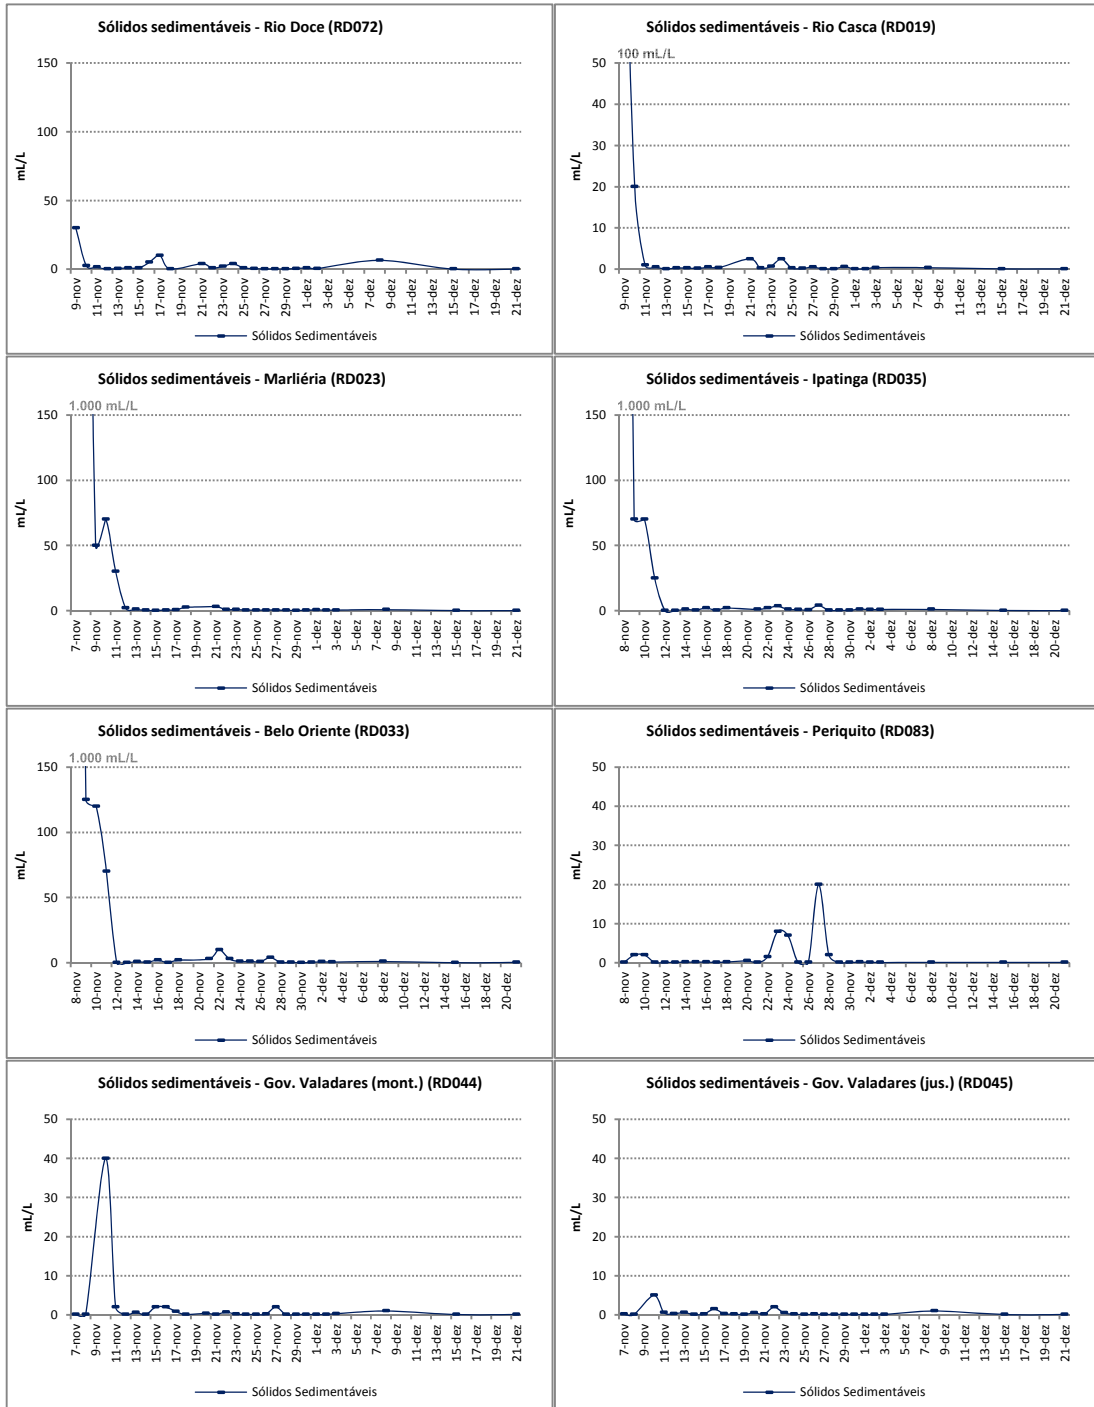 Sólidos sedimentáveis - Rio Doce (RD072)
150
100
50
0
mL/L
9-nov
11-nov
13-nov
15-nov
17-nov
19-nov
21-nov
23-nov
25-nov
27-nov
29-nov
1-dez
3-dez
5-dez
7-dez
9-dez
11-dez
13-dez
15-dez
17-dez
19-dez
21-dez
Sólidos Sedimentáveis
Sólidos sedimentáveis - Rio Casca (RD019)
100 mL/L
50
40
30
20
10
0
mL/L
9-nov
11-nov
13-nov
15-nov
17-nov
19-nov
21-nov
23-nov
25-nov
27-nov
29-nov
1-dez
3-dez
5-dez
7-dez
9-dez
11-dez
13-dez
15-dez
17-dez
19-dez
21-dez
Sólidos Sedimentáveis
Sólidos sedimentáveis - Marliéria (RD023)
1.000 mL/L
150
100
50
0
mL/L
7-nov
9-nov
11-nov
13-nov
15-nov
17-nov
19-nov
21-nov
23-nov
25-nov
27-nov
29-nov
1-dez
3-dez
5-dez
7-dez
9-dez
11-dez
13-dez
15-dez
17-dez
19-dez
21-dez
Sólidos Sedimentáveis
Sólidos sedimentáveis - Ipatinga (RD035)
1.000 mL/L
150
100
50
0
mL/L
8-nov
10-nov
12-nov
14-nov
16-nov
18-nov
20-nov
22-nov
24-nov
26-nov
28-nov
30-nov
2-dez
4-dez
6-dez
8-dez
10-dez
12-dez
14-dez
16-dez
18-dez
20-dez
Sólidos Sedimentáveis
Sólidos sedimentáveis - Belo Oriente (RD033)
1.000 mL/L
150
100
50
0
mL/L
8-nov
10-nov
12-nov
14-nov
16-nov
18-nov
20-nov
22-nov
24-nov
26-nov
28-nov
30-nov
2-dez
4-dez
6-dez
8-dez
10-dez
12-dez
14-dez
16-dez
18-dez
20-dez
Sólidos Sedimentáveis
Sólidos sedimentáveis - Periquito (RD083)
50
40
30
20
10
0
mL/L
8-nov
10-nov
12-nov
14-nov
16-nov
18-nov
20-nov
22-nov
24-nov
26-nov
28-nov
30-nov
2-dez
4-dez
6-dez
8-dez
10-dez
12-dez
14-dez
16-dez
18-dez
20-dez
Sólidos Sedimentáveis
Sólidos sedimentáveis - Gov. Valadares (mont.) (RD044)
50
40
30
20
10
0
mL/L
7-nov
9-nov
11-nov
13-nov
15-nov
17-nov
19-nov
21-nov
23-nov
25-nov
27-nov
29-nov
1-dez
3-dez
5-dez
7-dez
9-dez
11-dez
13-dez
15-dez
17-dez
19-dez
21-dez
Sólidos Sedimentáveis
Sólidos sedimentáveis - Gov. Valadares (jus.) (RD045)
50
40
30
20
10
0
mL/L
7-nov
9-nov
11-nov
13-nov
15-nov
17-nov
19-nov
21-nov
23-nov
25-nov
27-nov
29-nov
1-dez
3-dez
5-dez
7-dez
9-dez
11-dez
13-dez
15-dez
17-dez
19-dez
21-dez
Sólidos Sedimentáveis